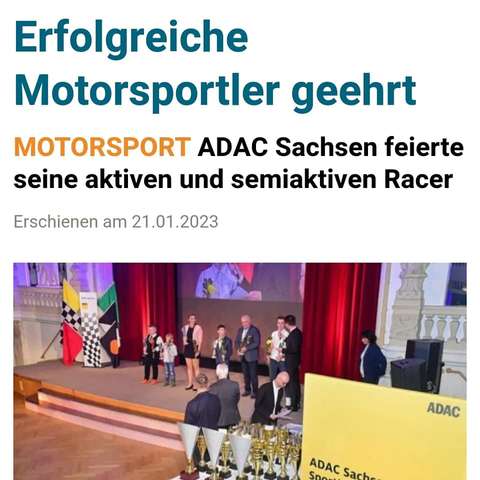 Erfolgreiche
Motorsportler geehrt
MOTORSPORT ADAC Sachsen feierte
seine aktiven und semiaktiven Racer
Erschienen am 21.01.2023
ADAC
ADAC Sachsen